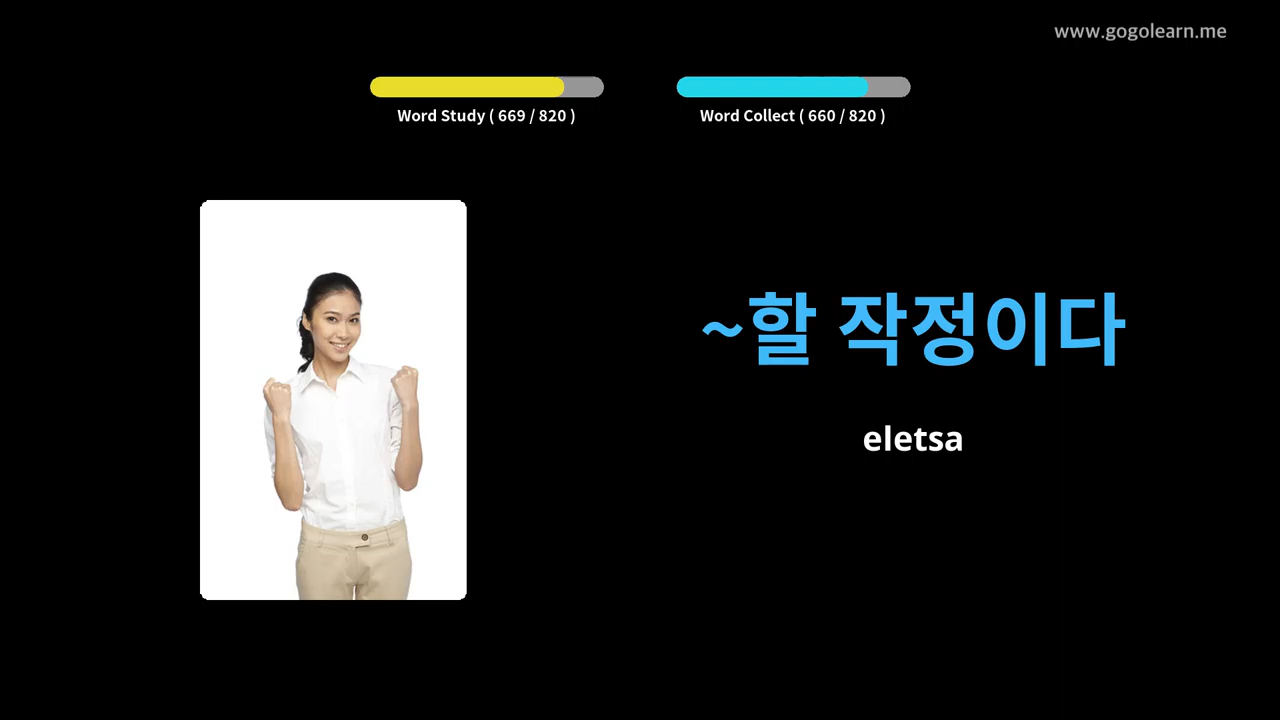 www.gogolearn.me
Word Study ( 669 / 820 )
Word Collect ( 660 / 820 )
~할 작정이다
eletsa